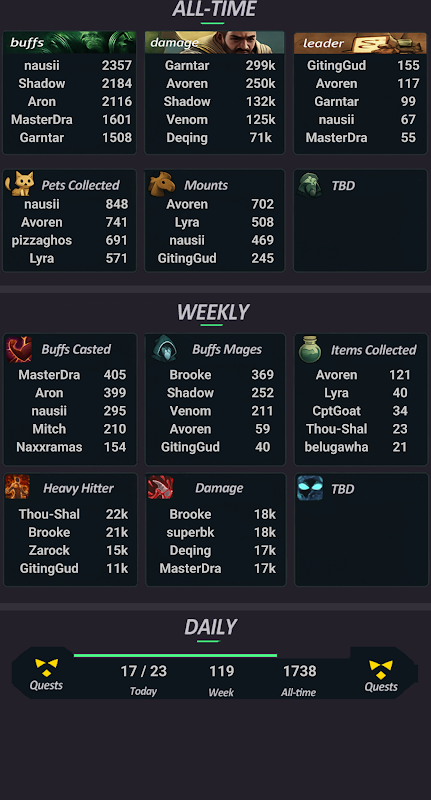 ALL-TIME
buffs
nausii 2357
Shadow 2184
Aron 2116
MasterDra 1601
Garntar 1508
damage
Garntar 299k
Avoren 250k
Shadow 132k
Venom 125k
Deqing 71k
leader
GitingGud 155
Avoren 117
Garntar 99
nausii 67
MasterDra 55
Pets Collected
nausii 848
Avoren 741
pizzaghos 691
Lyra 571
Mounts
Avoren 702
Lyra 508
nausii 469
GitingGud 245
TBD
WEEKLY
Buffs Casted
MasterDra 405
Aron 399
nausii 295
Mitch 210
Naxxramas 154
Buffs Mages
Brooke 369
Shadow 252
Venom 211
Avoren 59
GitingGud 40
Items Collected
Avoren 121
Lyra 40
CptGoat 34
Thou-Shal 23
belugawha 21
Heavy Hitter
Thou-Shal 22k
Brooke 21k
Zarock 15k
GitingGud 11k
Damage
Brooke 18k
superbk 18k
Deqing 17k
MasterDra 17k
TBD
DAILY
Quests
17 / 23 119 1738
Today Week All-time
Quests